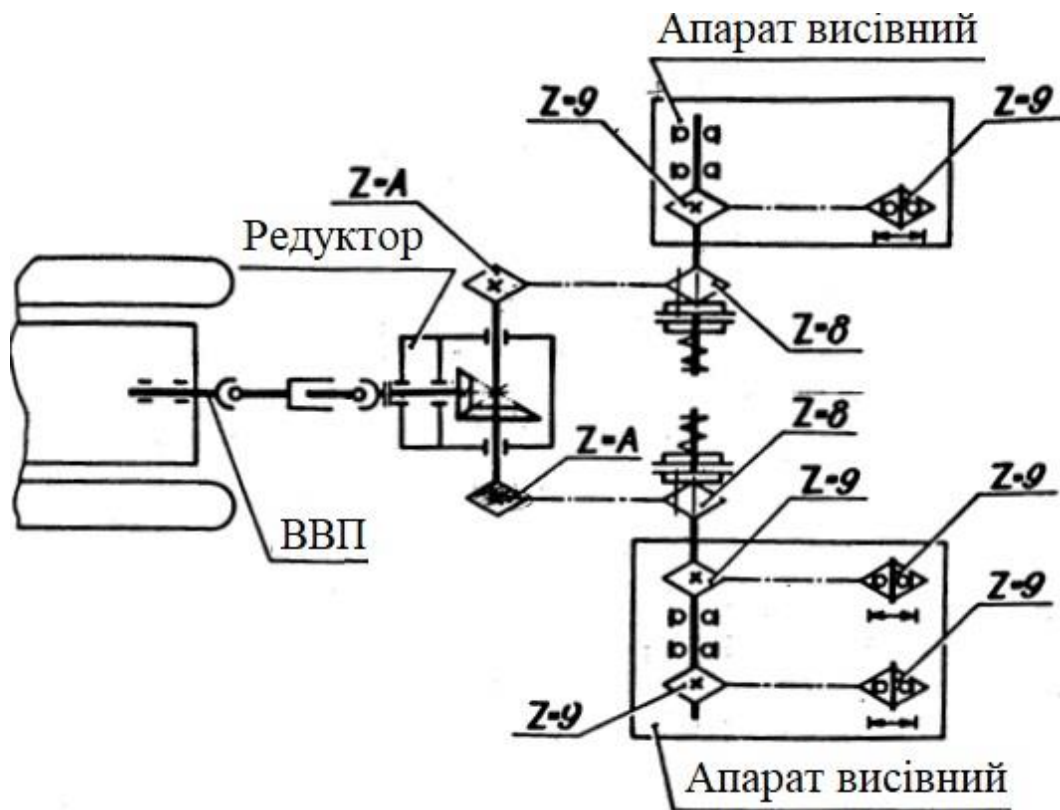 Апарат висівний
Z=9
Z=9
Z=A
Редуктор
Z=8
Z=8
Z=A
Z=9
Z=9
ВВП
Z=9
Z=9
Апарат висівний